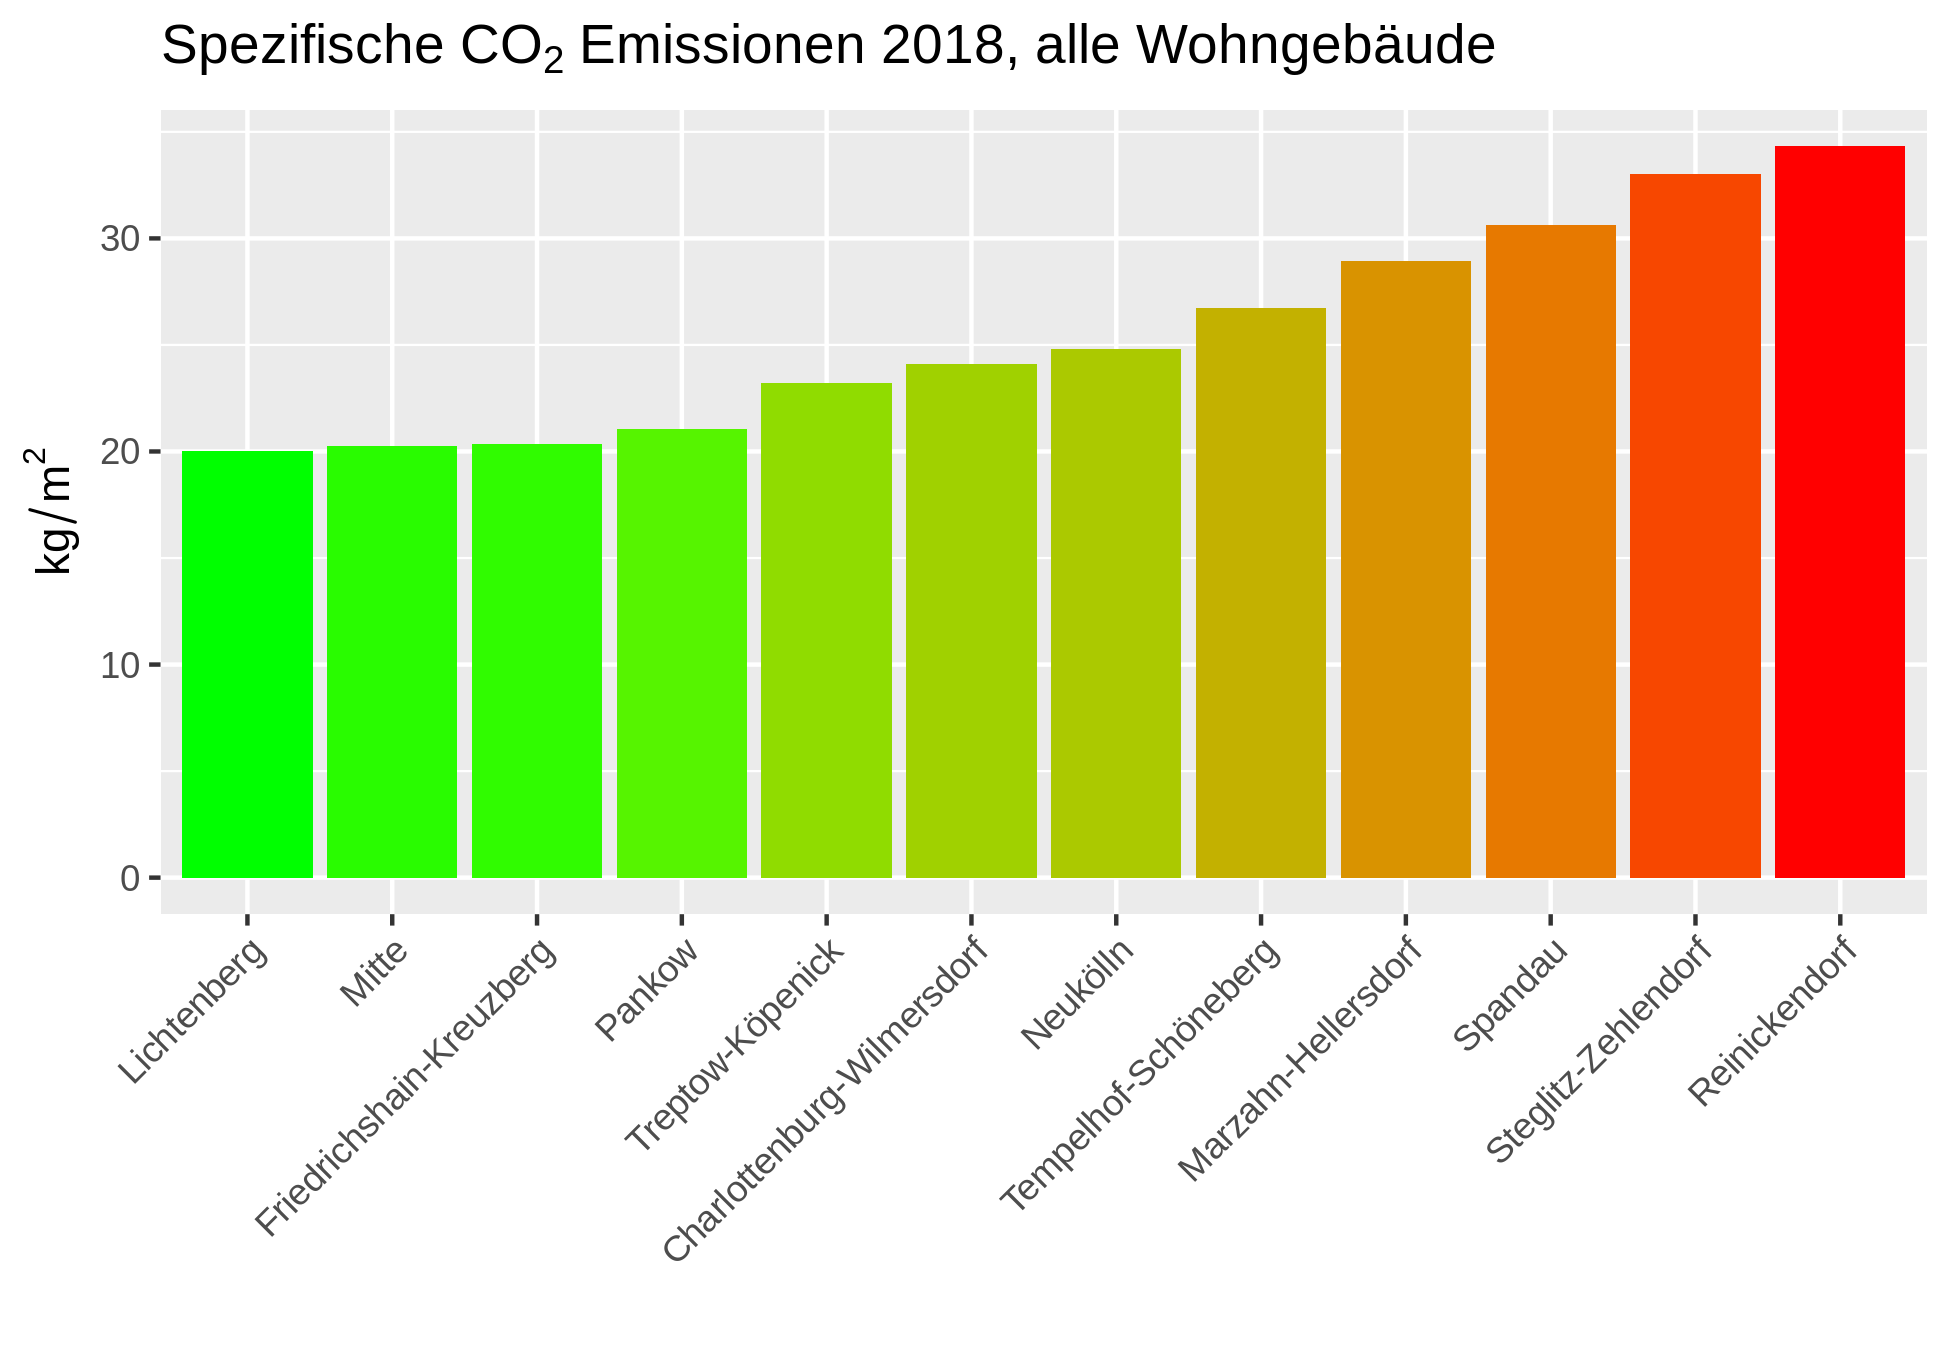 Spezifische CO₂ Emissionen 2018, alle Wohngebäude
kg/m²
30
20
10
0
Lichtenberg
Mitte
Friedrichshain-Kreuzberg
Pankow
Treptow-Köpenick
Charlottenburg-Wilmersdorf
Neukölln
Tempelhof-Schöneberg
Marzahn-Hellersdorf
Spandau
Steglitz-Zehlendorf
Reinickendorf